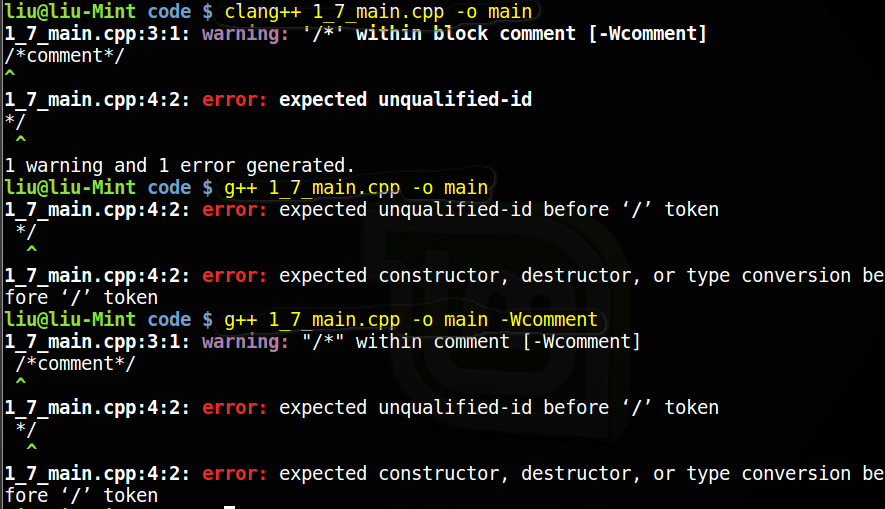 liu@liu-Mint code $ clang++ 1_7_main.cpp -o main
1_7_main.cpp:3:1: warning: '/*' within block comment [-Wcomment]
/*comment*/
^
1_7_main.cpp:4:2: error: expected unqualified-id
*/
 ^
1 warning and 1 error generated.
liu@liu-Mint code $ g++ 1_7_main.cpp -o main
1_7_main.cpp:4:2: error: expected unqualified-id before ‘/’ token
 */
  ^
1_7_main.cpp:4:2: error: expected constructor, destructor, or type conversion be
fore ‘/’ token
liu@liu-Mint code $ g++ 1_7_main.cpp -o main -Wcomment
1_7_main.cpp:3:1: warning: "/*" within comment [-Wcomment]
 /*comment*/
 ^
1_7_main.cpp:4:2: error: expected unqualified-id before ‘/’ token
 */
  ^
1_7_main.cpp:4:2: error: expected constructor, destructor, or type conversion be
fore ‘/’ token